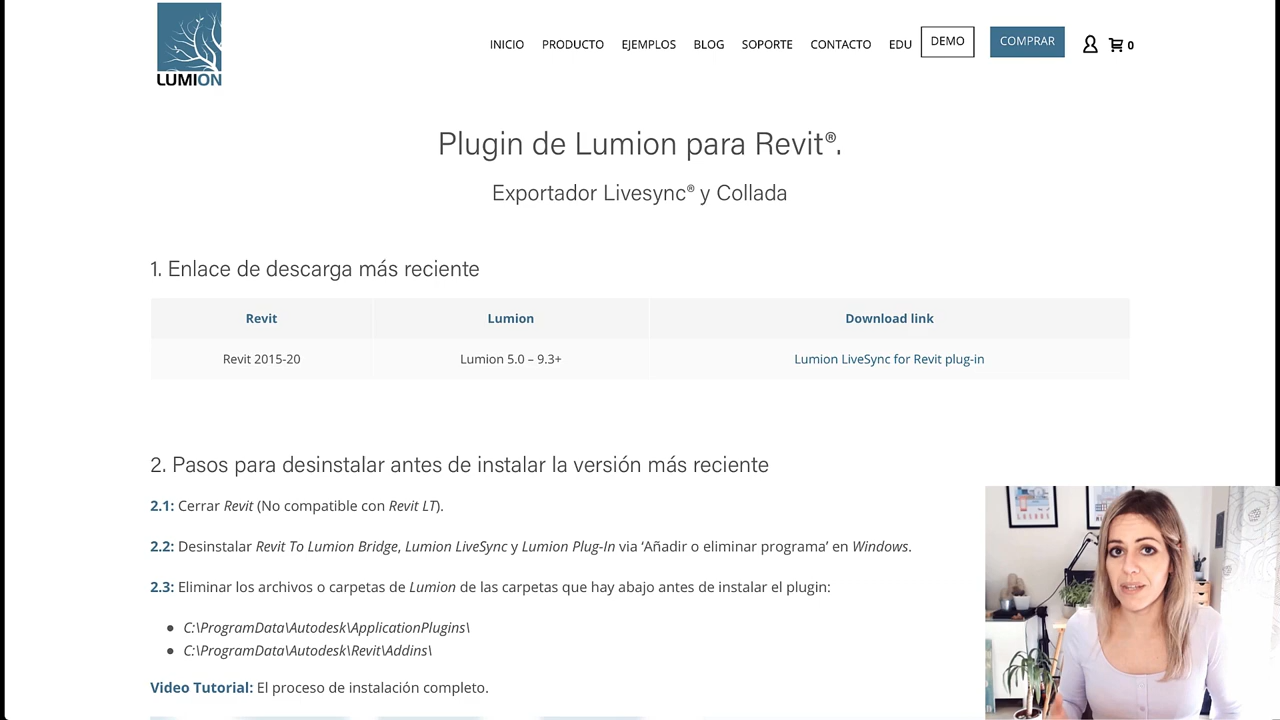 LUMION
INICIO PRODUCTO EJEMPLOS BLOG SOPORTE CONTACTO EDU DEMO COMPRAR 0
Plugin de Lumion para Revit®.
Exportador Livesync® y Collada
1. Enlace de descarga más reciente
Revit Lumion Download link
Revit 2015-20 Lumion 5.0 – 9.3+ Lumion LiveSync for Revit plug-in
2. Pasos para desinstalar antes de instalar la versión más reciente
2.1: Cerrar Revit (No compatible con Revit LT).
2.2: Desinstalar Revit To Lumion Bridge, Lumion LiveSync y Lumion Plug-In via ‘Añadir o eliminar programa’ en Windows.
2.3: Eliminar los archivos o carpetas de Lumion de las carpetas que hay abajo antes de instalar el plugin:
● C:\ProgramData\Autodesk\ApplicationPlugins\
● C:\ProgramData\Autodesk\Revit\Addins\
Video Tutorial: El proceso de instalación completo.